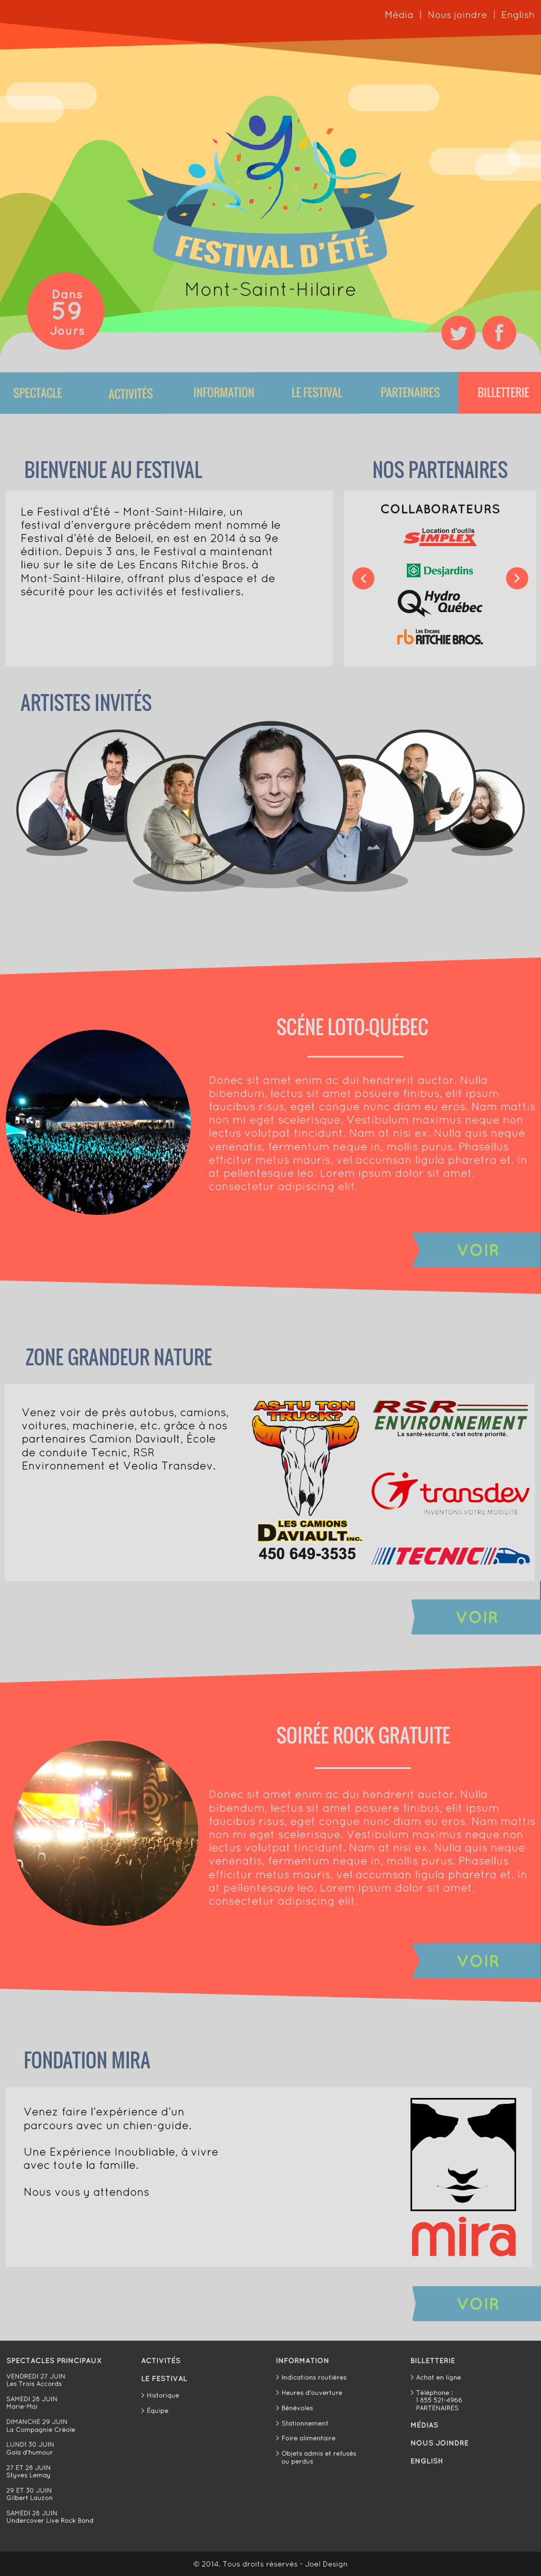 Média | Nous joindre | English
FESTIVAL D'ÉTÉ
Mont-Saint-Hilaire
Dans
59
Jours
SPECTACLE ACTIVITÉS INFORMATION LE FESTIVAL PARTENAIRES BILLETTERIE
BIENVENUE AU FESTIVAL
Le Festival d'Été – Mont-Saint-Hilaire, un
festival d'envergure précédem ment nommé le
Festival d'été de Beloeil, en est en 2014 à sa 9e
édition. Depuis 3 ans, le Festival a maintenant
lieu sur le site de Les Encans Ritchie Bros. à
Mont-Saint-Hilaire, offrant plus d'espace et de
sécurité pour les activités et festivaliers.
NOS PARTENAIRES
COLLABORATEURS
Location d'outils
SIMPLEX
Desjardins
Hydro
Québec
Les Encans
rb RITCHIE BROS.
ARTISTES INVITÉS
SCÉNE LOTO-QUÉBEC
Donec sit amet enim ac dui hendrerit auctor. Nulla
bibendum, lectus sit amet posuere finibus, elit ipsum
faucibus risus, eget congue nunc diam eu eros. Nam mattis
non mi eget scelerisque. Vestibulum maximus neque non
lectus volutpat tincidunt. Nam at nisi ex. Nulla quis neque
venenatis, fermentum neque in, mollis purus. Phasellus
efficitur metus mauris, vel accumsan ligula pharetra et. In
at pellentesque leo. Lorem ipsum dolor sit amet,
consectetur adipiscing elit.
VOIR
ZONE GRANDEUR NATURE
Venez voir de près autobus, camions,
voitures, machinerie, etc. grâce à nos
partenaires Camion Daviault, École
de conduite Tecnic, RSR
Environnement et Veolia Transdev.
AS-TU TON
TRUCK?
LES CAMIONS
DAVIAULT INC.
450 649-3535
RSR
ENVIRONNEMENT
La santé-sécurité, c'est notre priorité.
transdev
INVENTONS VOTRE MOBILITÉ
TECNIC
VOIR
SOIRÉE ROCK GRATUITE
Donec sit amet enim ac dui hendrerit auctor. Nulla
bibendum, lectus sit amet posuere finibus, elit ipsum
faucibus risus, eget congue nunc diam eu eros. Nam mattis
non mi eget scelerisque. Vestibulum maximus neque non
lectus volutpat tincidunt. Nam at nisi ex. Nulla quis neque
venenatis, fermentum neque in, mollis purus. Phasellus
efficitur metus mauris, vel accumsan ligula pharetra et. In
at pellentesque leo. Lorem ipsum dolor sit amet,
consectetur adipiscing elit.
VOIR
FONDATION MIRA
Venez faire l'expérience d'un
parcours avec un chien-guide.
Une Expérience Inoubliable, à vivre
avec toute la famille.
Nous vous y attendons
mira
VOIR
SPECTACLES PRINCIPAUX
VENDREDI 27 JUIN
Les Trois Accords
SAMEDI 28 JUIN
Marie-Mai
DIMANCHE 29 JUIN
La Compagnie Créole
LUNDI 30 JUIN
Gala d'humour
27 ET 28 JUIN
Styves Lemay
29 ET 30 JUIN
Gilbert Lauzon
SAMEDI 28 JUIN
Undercover Live Rock Band
ACTIVITÉS
LE FESTIVAL
> Historique
> Équipe
INFORMATION
> Indications routières
> Heures d'ouverture
> Bénévoles
> Stationnement
> Foire alimentaire
> Objets admis et refusés
ou perdus
BILLETTERIE
> Achat en ligne
> Téléphone :
1 855 521-4966
PARTENAIRES
MÉDIAS
NOUS JOINDRE
ENGLISH
© 2014. Tous droits réservés - Joel Design